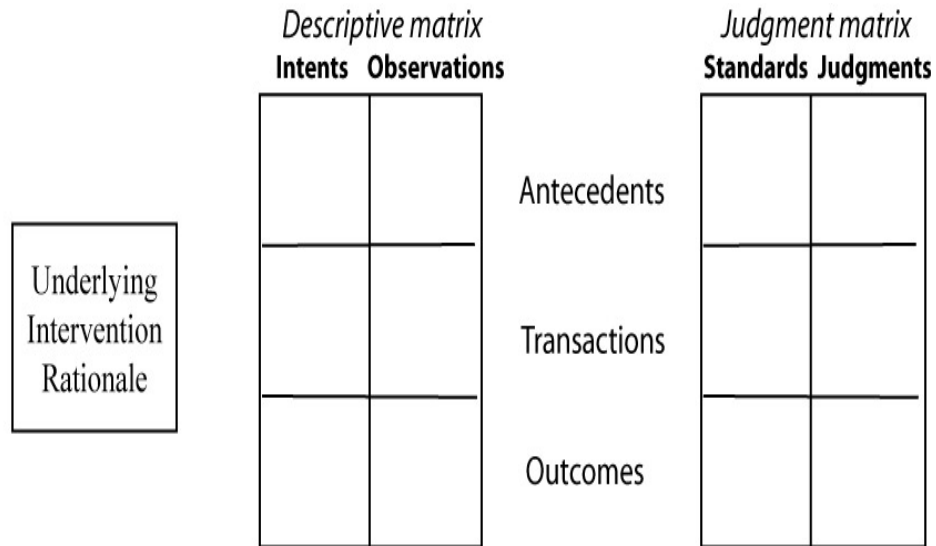 Descriptive matrix
Judgment matrix
Intents Observations
Standards Judgments
Antecedents
Underlying
Intervention
Rationale
Transactions
Outcomes